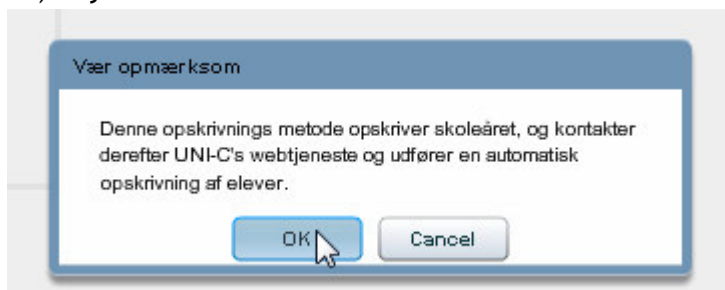 Vær opmærksom
Denne opskrivnings metode opskriver skoleåret, og kontakter
derefter UNI-C's webtjeneste og udfører en automatisk
opskrivning af elever.
OK
Cancel